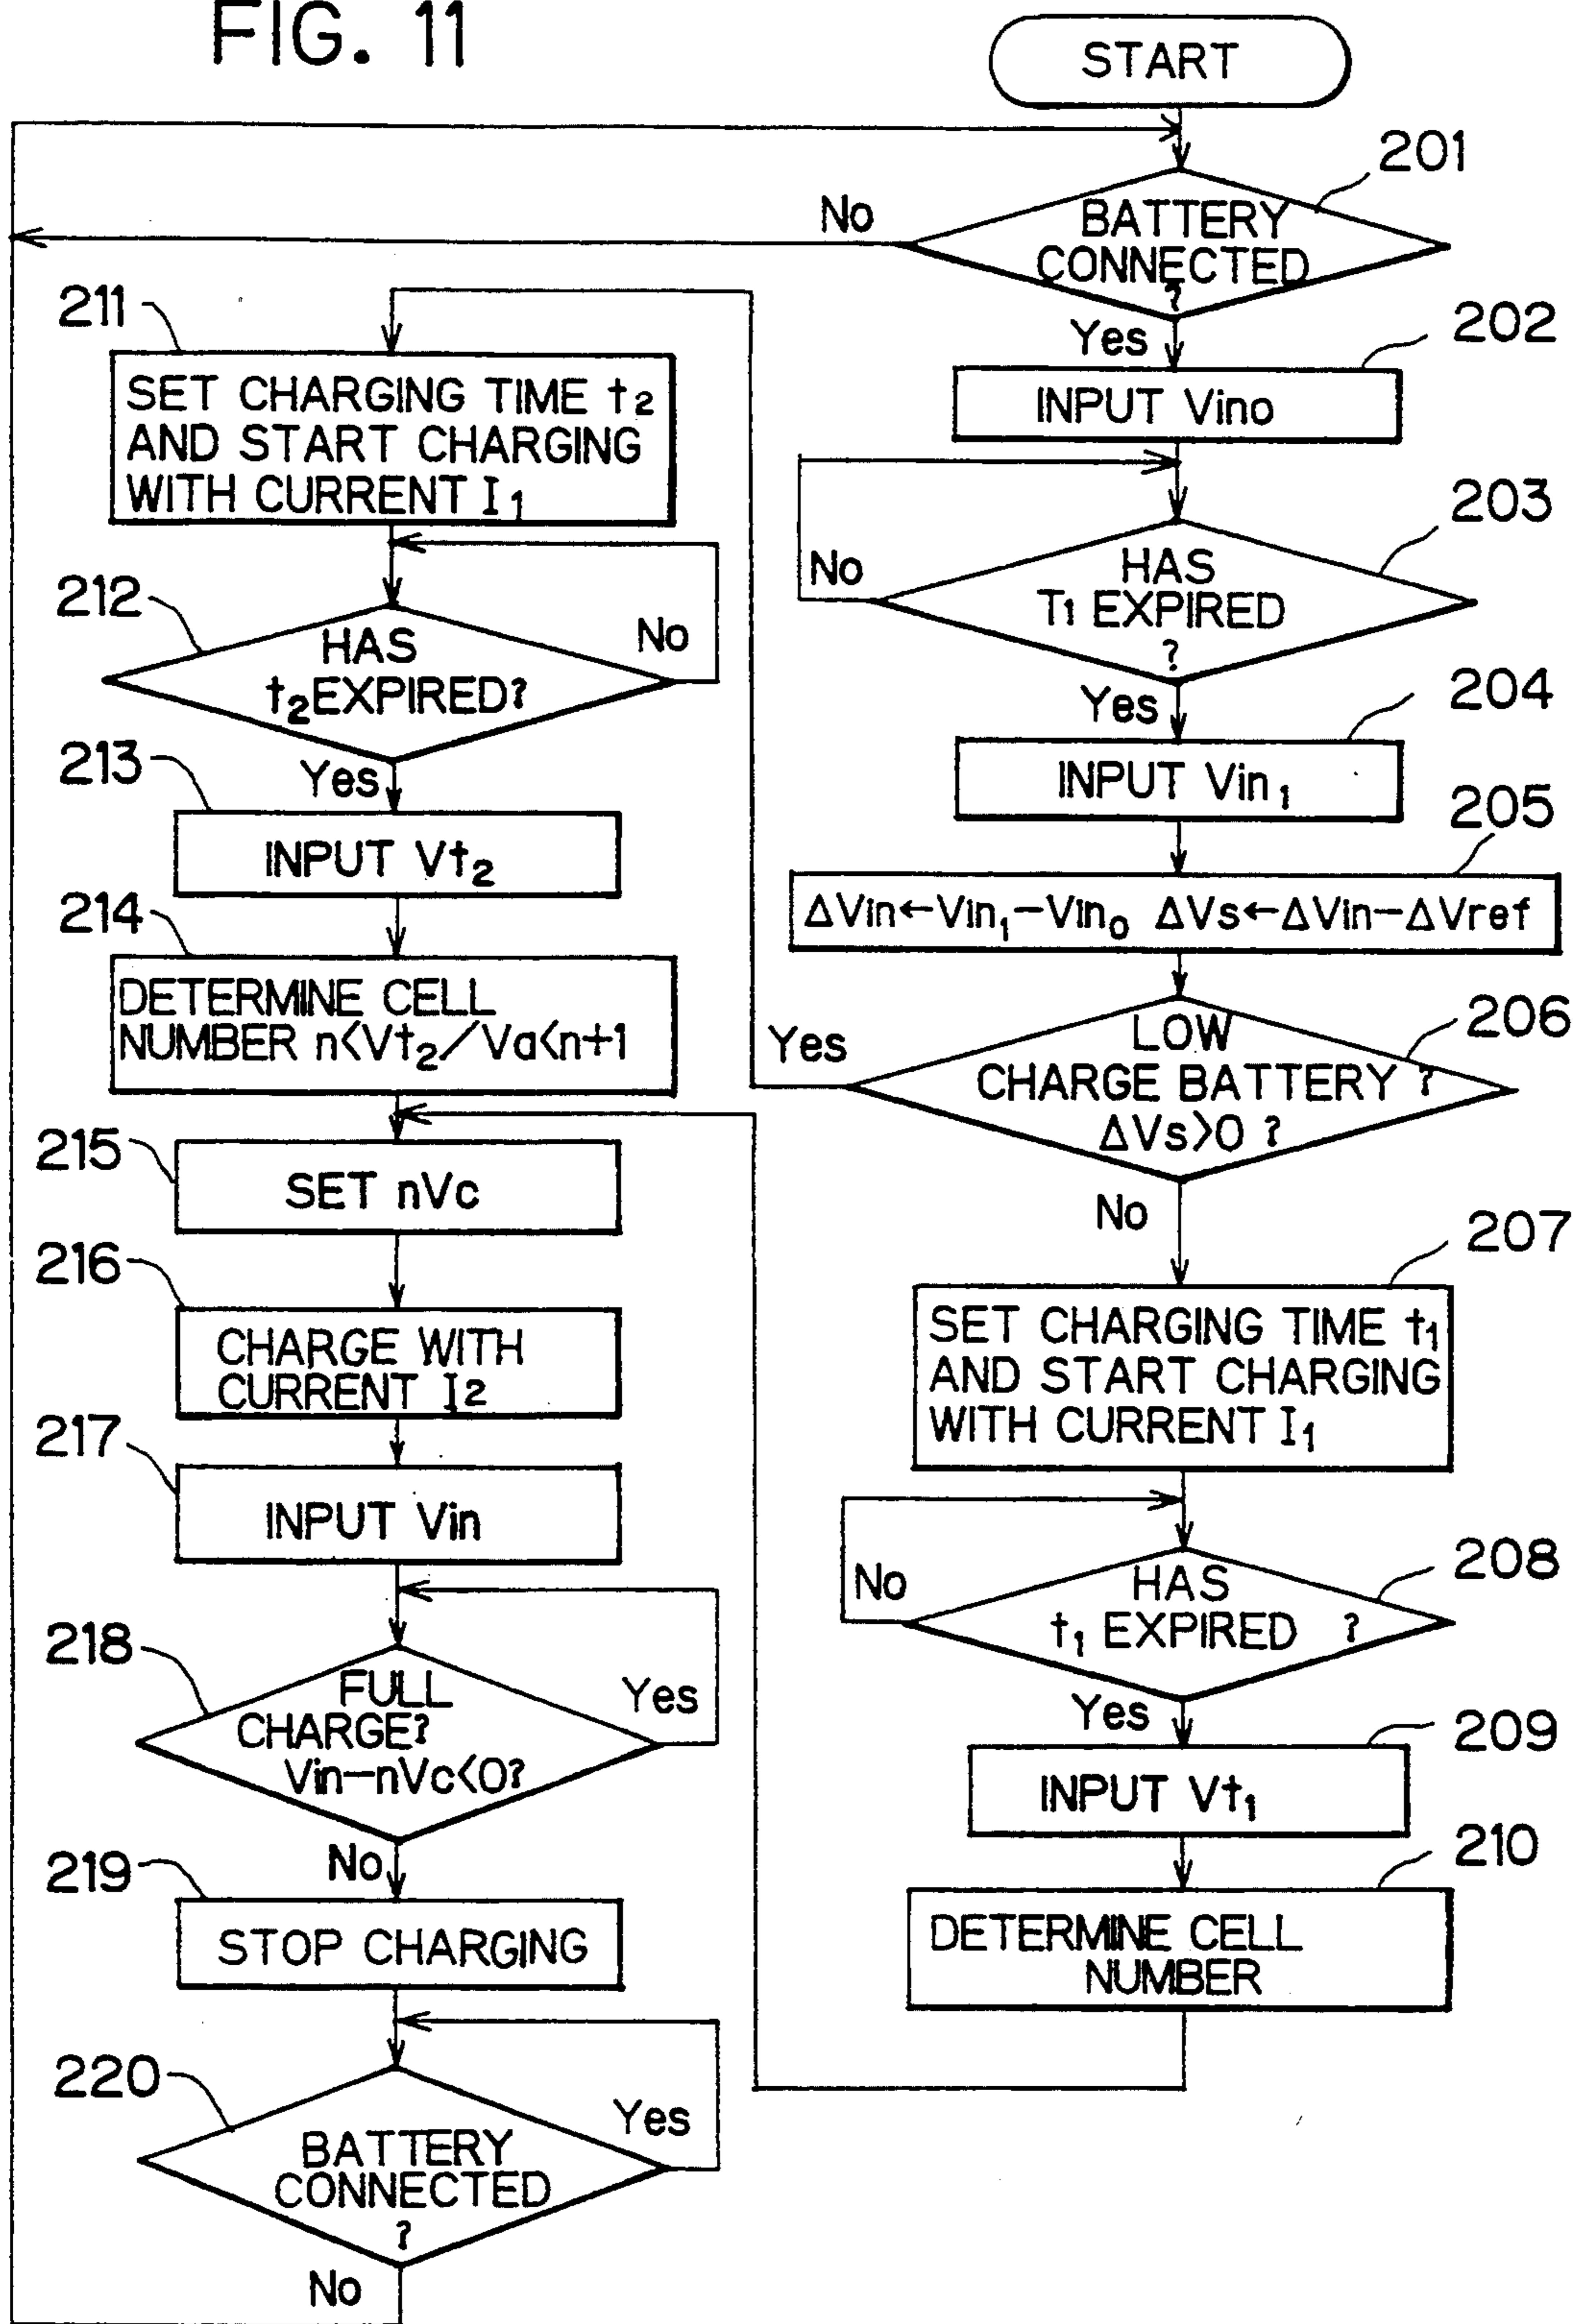 FIG. 11
START
201
BATTERY
CONNECTED
?
No
Yes
202
INPUT Vino
203
HAS
T1 EXPIRED
?
No
Yes
204
INPUT Vin1
205
ΔVin←Vin1−Vin0 ΔVs←ΔVin−ΔVref
206
LOW
CHARGE BATTERY ?
ΔVs>0 ?
Yes
No
207
SET CHARGING TIME t1
AND START CHARGING
WITH CURRENT I1
208
HAS
t1 EXPIRED ?
No
Yes
209
INPUT Vt1
210
DETERMINE CELL
NUMBER
211
SET CHARGING TIME t2
AND START CHARGING
WITH CURRENT I1
212
HAS
t2 EXPIRED?
No
Yes
213
INPUT Vt2
214
DETERMINE CELL
NUMBER n<Vt2/Va<n+1
215
SET nVc
216
CHARGE WITH
CURRENT I2
217
INPUT Vin
218
FULL
CHARGE?
Vin−nVc<0?
Yes
No
219
STOP CHARGING
220
BATTERY
CONNECTED
?
Yes
No